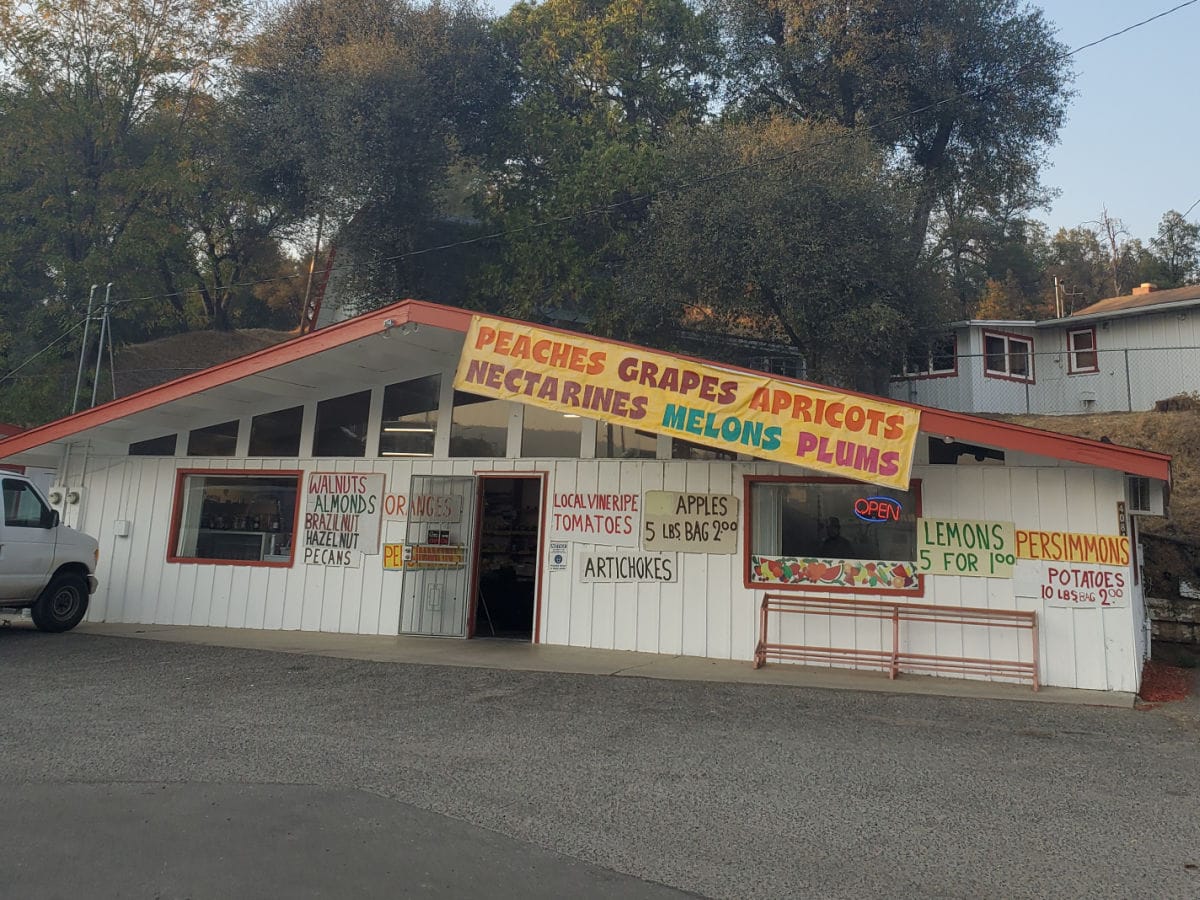 PEACHES GRAPES APRICOTS
NECTARINES MELONS PLUMS
WALNUTS
ALMONDS
BRAZILNUT
HAZELNUT
PECANS
ORANGES
LOCAL VINERIPE
TOMATOES
ARTICHOKES
APPLES
5 LBS BAG 2.00
OPEN
LEMONS
5 FOR 1.00
PERSIMMONS
POTATOES
10 LBS BAG 2.00